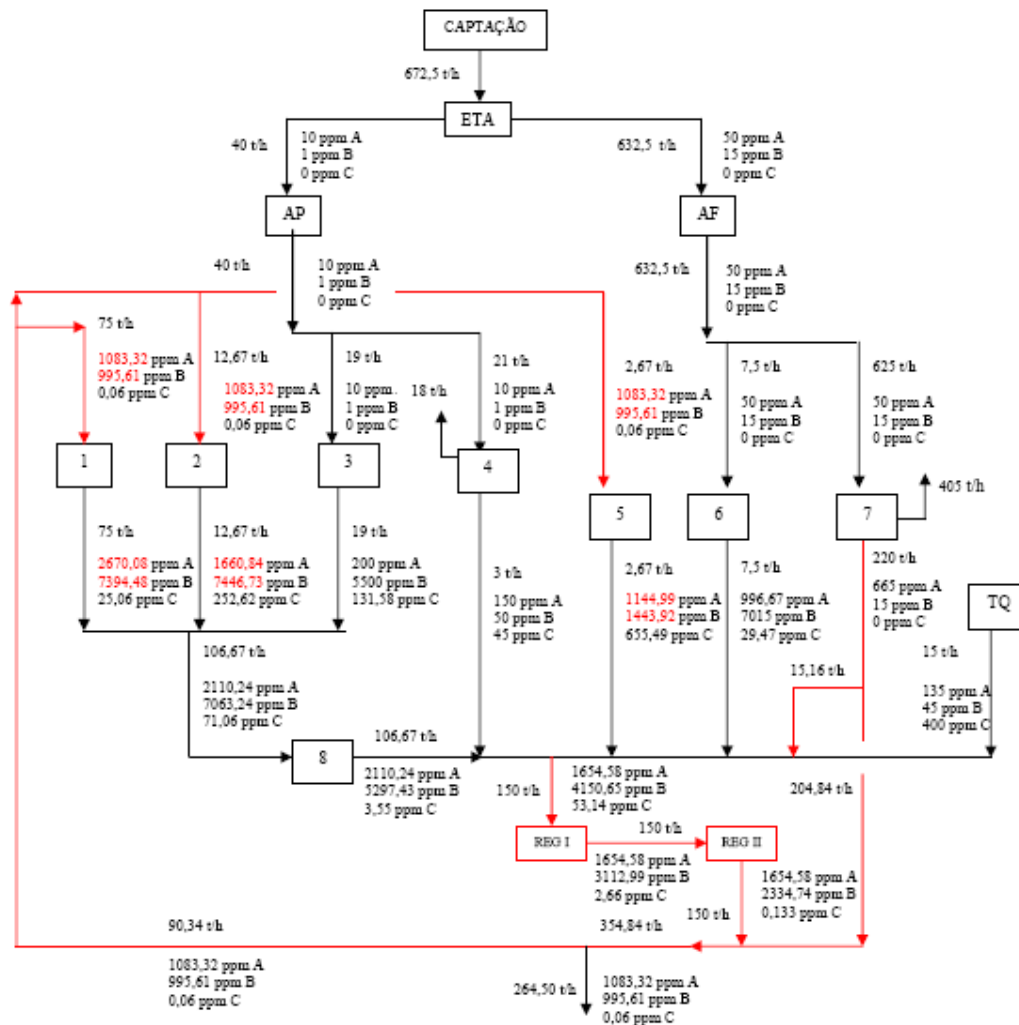 CAPTAÇÃO
672,5 t/h
ETA
40 t/h
10 ppm A
1 ppm B
0 ppm C
632,5 t/h
50 ppm A
15 ppm B
0 ppm C
AP
AF
40 t/h
10 ppm A
1 ppm B
0 ppm C
632,5 t/h
50 ppm A
15 ppm B
0 ppm C
75 t/h
1083,32 ppm A
995,61 ppm B
0,06 ppm C
12,67 t/h
1083,32 ppm A
995,61 ppm B
0,06 ppm C
19 t/h
10 ppm.
1 ppm B
0 ppm C
18 t/h
21 t/h
10 ppm A
1 ppm B
0 ppm C
2,67 t/h
1083,32 ppm A
995,61 ppm B
0,06 ppm C
7,5 t/h
50 ppm A
15 ppm B
0 ppm C
625 t/h
50 ppm A
15 ppm B
0 ppm C
1
2
3
4
5
6
7
405 t/h
75 t/h
2670,08 ppm A
7394,48 ppm B
25,06 ppm C
12,67 t/h
1660,84 ppm A
7446,73 ppm B
252,62 ppm C
19 t/h
200 ppm A
5500 ppm B
131,58 ppm C
3 t/h
150 ppm A
50 ppm B
45 ppm C
2,67 t/h
1144,99 ppm A
1443,92 ppm B
655,49 ppm C
7,5 t/h
996,67 ppm A
7015 ppm B
29,47 ppm C
220 t/h
665 ppm A
15 ppm B
0 ppm C
TQ
15 t/h
135 ppm A
45 ppm B
400 ppm C
15,16 t/h
106,67 t/h
2110,24 ppm A
7063,24 ppm B
71,06 ppm C
8
106,67 t/h
2110,24 ppm A
5297,43 ppm B
3,55 ppm C
150 t/h
1654,58 ppm A
4150,65 ppm B
53,14 ppm C
204,84 t/h
REG I
150 t/h
REG II
1654,58 ppm A
3112,99 ppm B
2,66 ppm C
1654,58 ppm A
2334,74 ppm B
0,133 ppm C
150 t/h
90,34 t/h
354,84 t/h
1083,32 ppm A
995,61 ppm B
0,06 ppm C
264,50 t/h
1083,32 ppm A
995,61 ppm B
0,06 ppm C